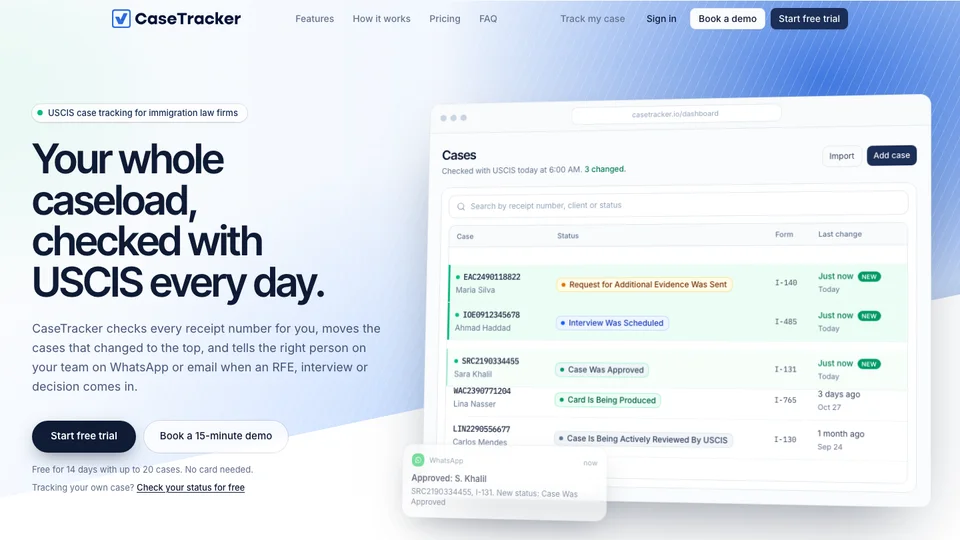 CaseTracker
Features
How it works
Pricing
FAQ
Track my case
Sign in
Book a demo
Start free trial
USCIS case tracking for immigration law firms
Your whole
caseload,
checked with
USCIS every day.
CaseTracker checks every receipt number for you, moves the
cases that changed to the top, and tells the right person on
your team on WhatsApp or email when an RFE, interview or
decision comes in.
Start free trial
Book a 15-minute demo
Free for 14 days with up to 20 cases. No card needed.
Tracking your own case? Check your status for free
casetracker.io/dashboard
Cases
Checked with USCIS today at 6:00 AM. 3 changed.
Import
Add case
Search by receipt number, client or status
Case Status Form Last change
EAC2490118822
Maria Silva
Request for Additional Evidence Was Sent
I-140
Just now NEW
Today
IOE0912345678
Ahmad Haddad
Interview Was Scheduled
I-485
Just now NEW
Today
SRC2190334455
Sara Khalil
Case Was Approved
I-131
Just now NEW
Today
WAC2390771204
Lina Nasser
Card Is Being Produced
I-765
3 days ago
Oct 27
LIN2290556677
Carlos Mendes
Case Is Being Actively Reviewed By USCIS
I-130
1 month ago
Sep 24
WhatsApp
now
Approved: S. Khalil
SRC2190334455, I-131. New status: Case Was
Approved